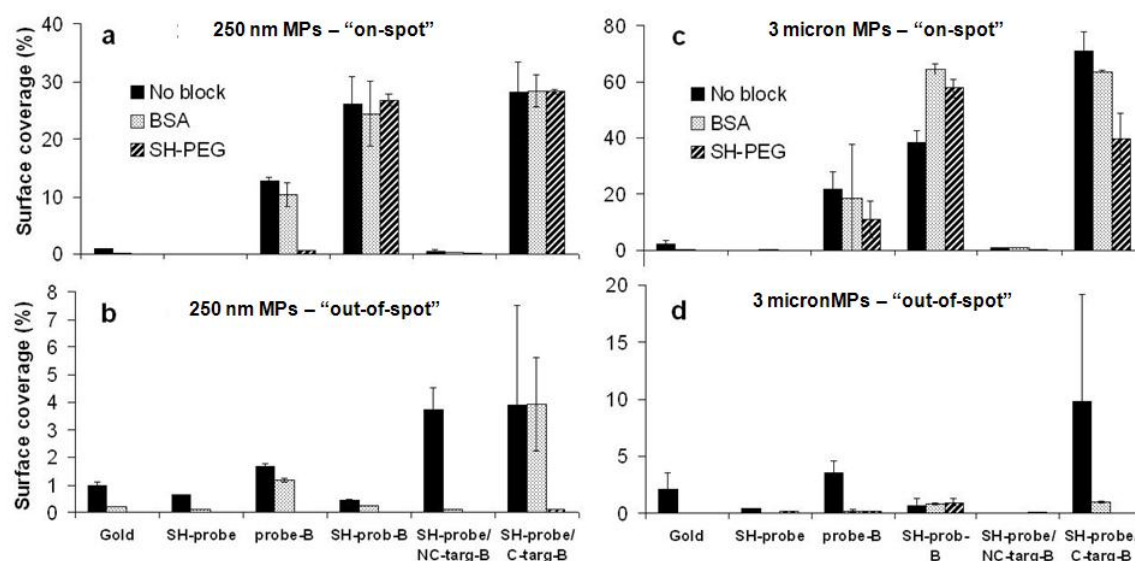 a
250 nm MPs – “on-spot”
Surface coverage (%)
40
30
20
10
0
No block
BSA
SH-PEG
c
3 micron MPs – “on-spot”
80
60
40
20
0
No block
BSA
SH-PEG
b
250 nm MPs – “out-of-spot”
Surface coverage (%)
8
7
6
5
4
3
2
1
0
Gold
SH-probe
probe-B
SH-prob-B
SH-probe/
NC-targ-B
SH-probe/
C-targ-B
d
3 micronMPs – “out-of-spot”
20
15
10
5
0
Gold
SH-probe
probe-B
SH-prob-
B
SH-probe/
NC-targ-B
SH-probe/
C-targ-B